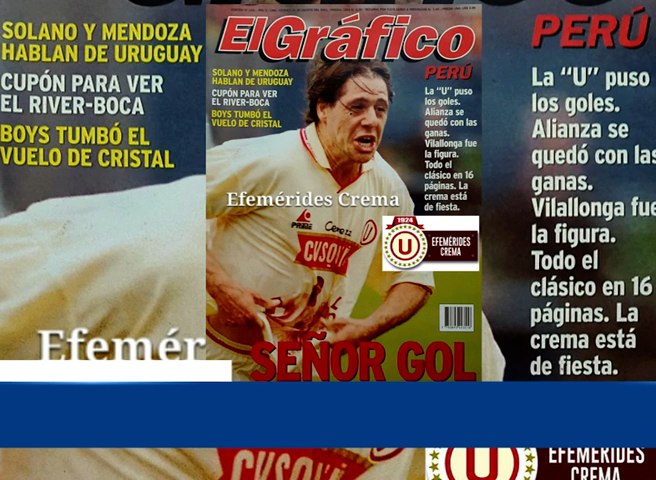 SOLANO Y MENDOZA
HABLAN DE URUGUAY
CUPÓN PARA VER
EL RIVER-BOCA
BOYS TUMBÓ EL
VUELO DE CRISTAL
Efemér
El Gráfico
PERÚ
SOLANO Y MENDOZA
HABLAN DE URUGUAY
CUPÓN PARA VER
EL RIVER-BOCA
BOYS TUMBÓ EL
VUELO DE CRISTAL
La “U” puso
los goles.
Alianza se
quedó con las
ganas.
Vilallonga fue
la figura.
Todo el
clásico en 16
páginas. La
crema está
de fiesta.
Efemérides Crema
1924
U
EFEMÉRIDES
CREMA
CVSOUI
SEÑOR GOL
PERÚ
La “U” puso
los goles.
Alianza se
quedó con las
ganas.
Vilallonga fue
la figura.
Todo el
clásico en 16
páginas. La
crema está
de fiesta.
U
EFEMÉRIDES
CREMA